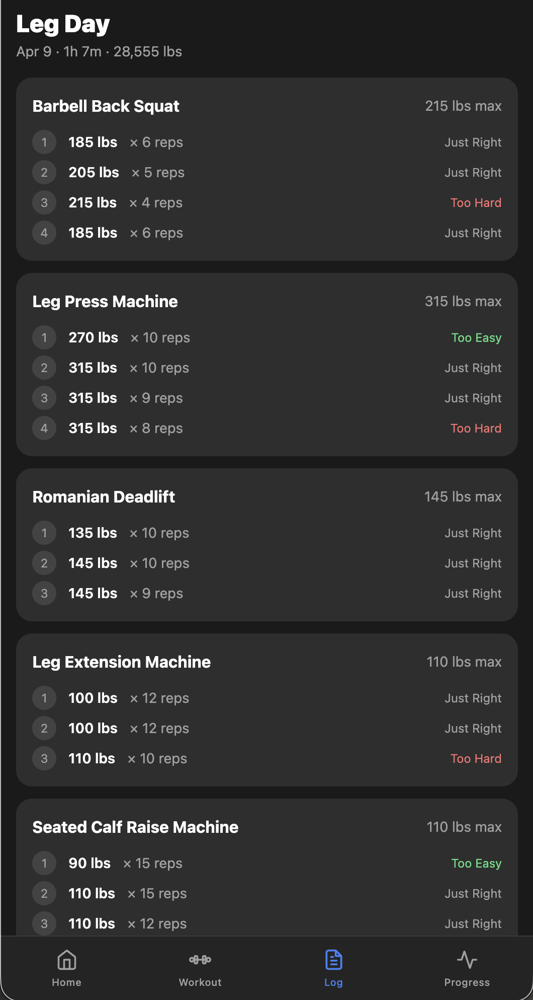 Leg Day
Apr 9 · 1h 7m · 28,555 lbs
Barbell Back Squat 215 lbs max
1 185 lbs × 6 reps Just Right
2 205 lbs × 5 reps Just Right
3 215 lbs × 4 reps Too Hard
4 185 lbs × 6 reps Just Right
Leg Press Machine 315 lbs max
1 270 lbs × 10 reps Too Easy
2 315 lbs × 10 reps Just Right
3 315 lbs × 9 reps Just Right
4 315 lbs × 8 reps Too Hard
Romanian Deadlift 145 lbs max
1 135 lbs × 10 reps Just Right
2 145 lbs × 10 reps Just Right
3 145 lbs × 9 reps Just Right
Leg Extension Machine 110 lbs max
1 100 lbs × 12 reps Just Right
2 100 lbs × 12 reps Just Right
3 110 lbs × 10 reps Too Hard
Seated Calf Raise Machine 110 lbs max
1 90 lbs × 15 reps Too Easy
2 110 lbs × 15 reps Just Right
3 110 lbs × 12 reps Just Right
Home Workout Log Progress